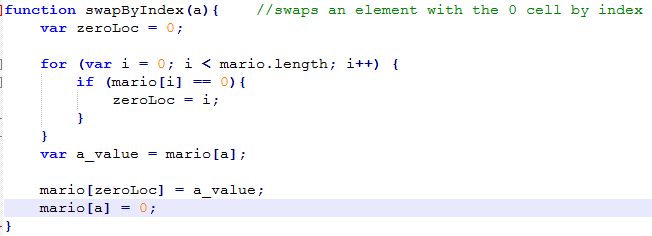 function swapByIndex(a){    //swaps an element with the 0 cell by index
    var zeroLoc = 0;

    for (var i = 0; i < mario.length; i++) {
        if (mario[i] == 0){
            zeroLoc = i;
        }
    }
    var a_value = mario[a];

    mario[zeroLoc] = a_value;
    mario[a] = 0;
}